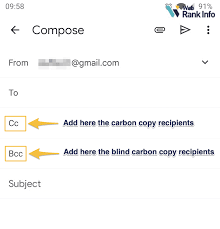 09:58
91%
Web
Rank Info
Compose
From
@gmail.com
To
Cc
Add here the carbon copy recipients
Bcc
Add here the blind carbon copy recipients
Subject